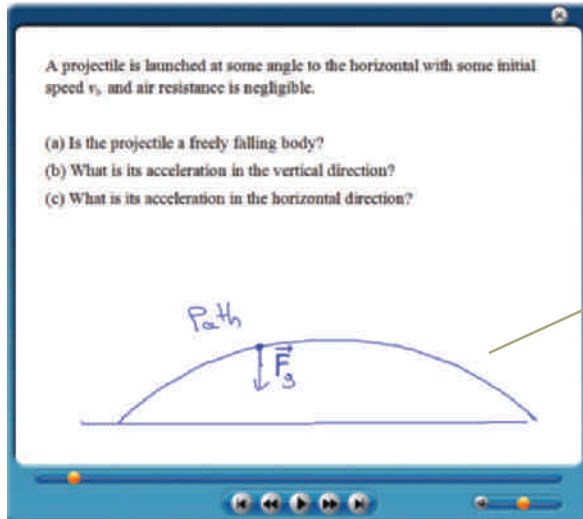 A projectile is launched at some angle to the horizontal with some initial
speed vᵢ, and air resistance is negligible.
(a) Is the projectile a freely falling body?
(b) What is its acceleration in the vertical direction?
(c) What is its acceleration in the horizontal direction?
Path
F⃗g